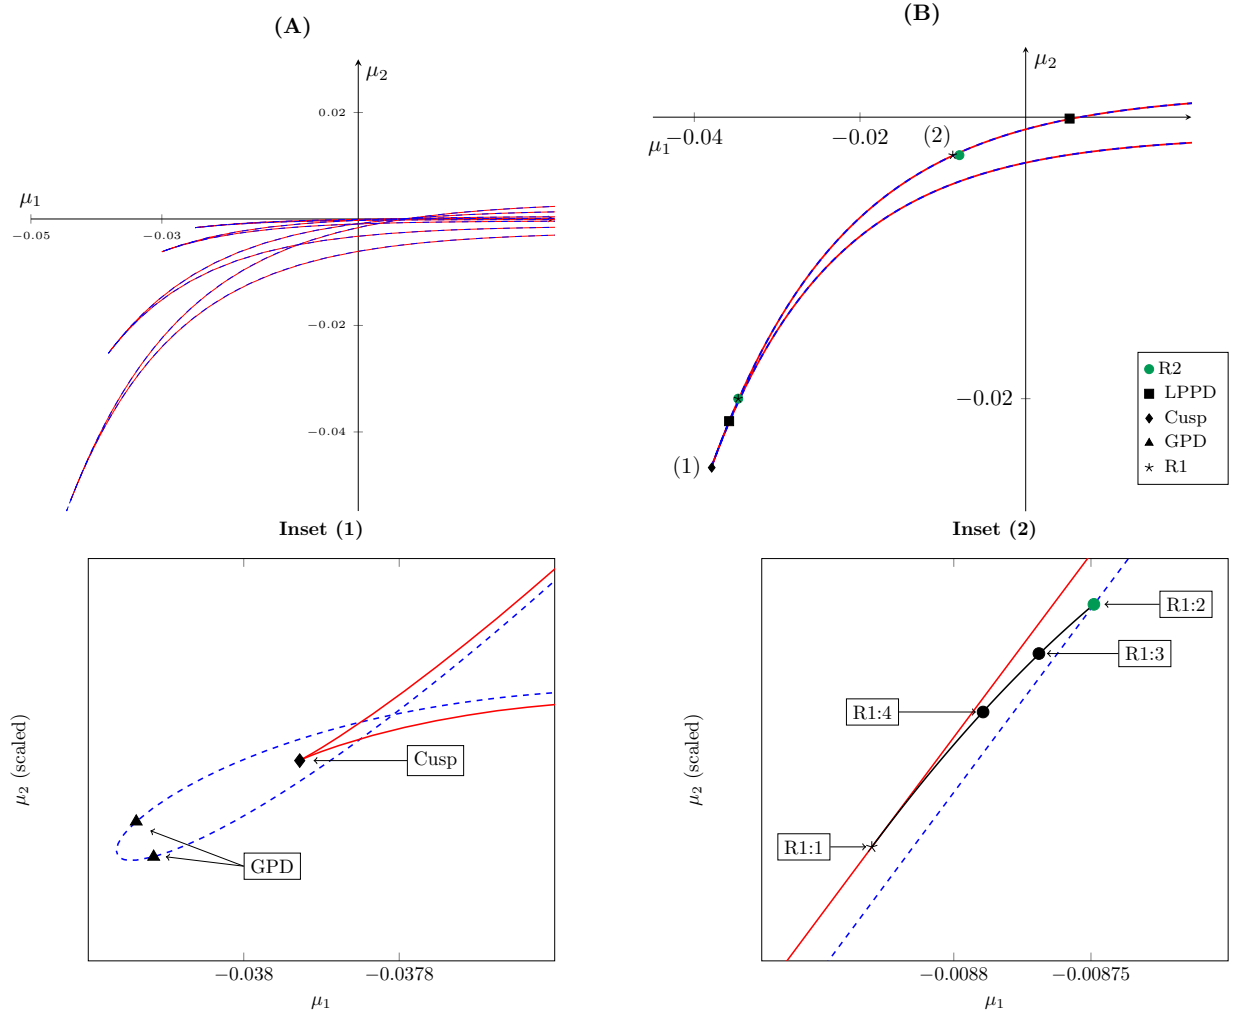 (A)
μ2
0.02
μ1
−0.05
−0.03
−0.02
−0.04
(B)
μ2
μ1
−0.04
−0.02
(2)
−0.02
(1)
R2
LPPD
Cusp
GPD
R1
Inset (1)
μ2 (scaled)
Cusp
GPD
−0.038
−0.0378
μ1
Inset (2)
μ2 (scaled)
R1:2
R1:3
R1:4
R1:1
−0.0088
−0.00875
μ1